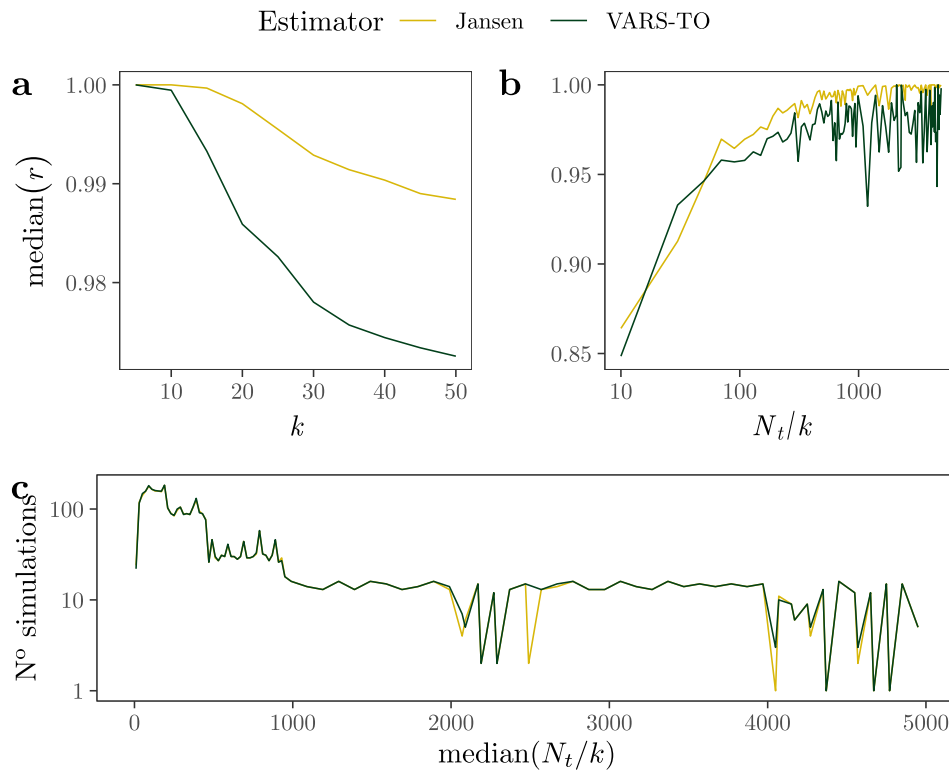 Estimator Jansen VARS-TO
a
1.00
0.99
0.98
median(r)
10 20 30 40 50
k
b
1.00
0.95
0.90
0.85
10 100 1000
N_t/k
c
100
10
1
Nº simulations
0 1000 2000 3000 4000 5000
median(N_t/k)